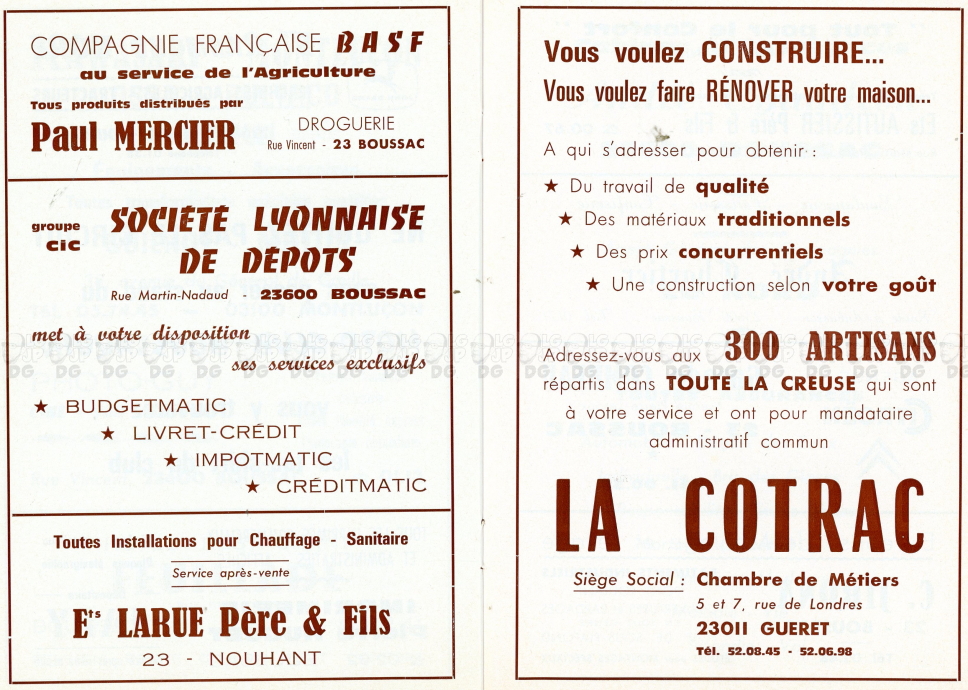 COMPAGNIE FRANÇAISE BASF
au service de l'Agriculture
Tous produits distribués par
Paul MERCIER
DROGUERIE
Rue Vincent - 23 BOUSSAC
groupe
CIC
SOCIÉTÉ LYONNAISE
DE DÉPOTS
Rue Martin-Nadaud - 23600 BOUSSAC
met à votre disposition
ses services exclusifs
★ BUDGETMATIC
★ LIVRET-CRÉDIT
★ IMPOTMATIC
★ CRÉDITMATIC
Toutes Installations pour Chauffage - Sanitaire
Service après-vente
Ets LARUE Père & Fils
23 - NOUHANT
Vous voulez CONSTRUIRE...
Vous voulez faire RÉNOVER votre maison...
A qui s'adresser pour obtenir :
★ Du travail de qualité
★ Des matériaux traditionnels
★ Des prix concurrentiels
★ Une construction selon votre goût
Adressez-vous aux 300 ARTISANS
répartis dans TOUTE LA CREUSE qui sont
à votre service et ont pour mandataire
administratif commun
LA COTRAC
Siège Social : Chambre de Métiers
5 et 7, rue de Londres
23011 GUERET
Tél. 52.08.45 - 52.06.98